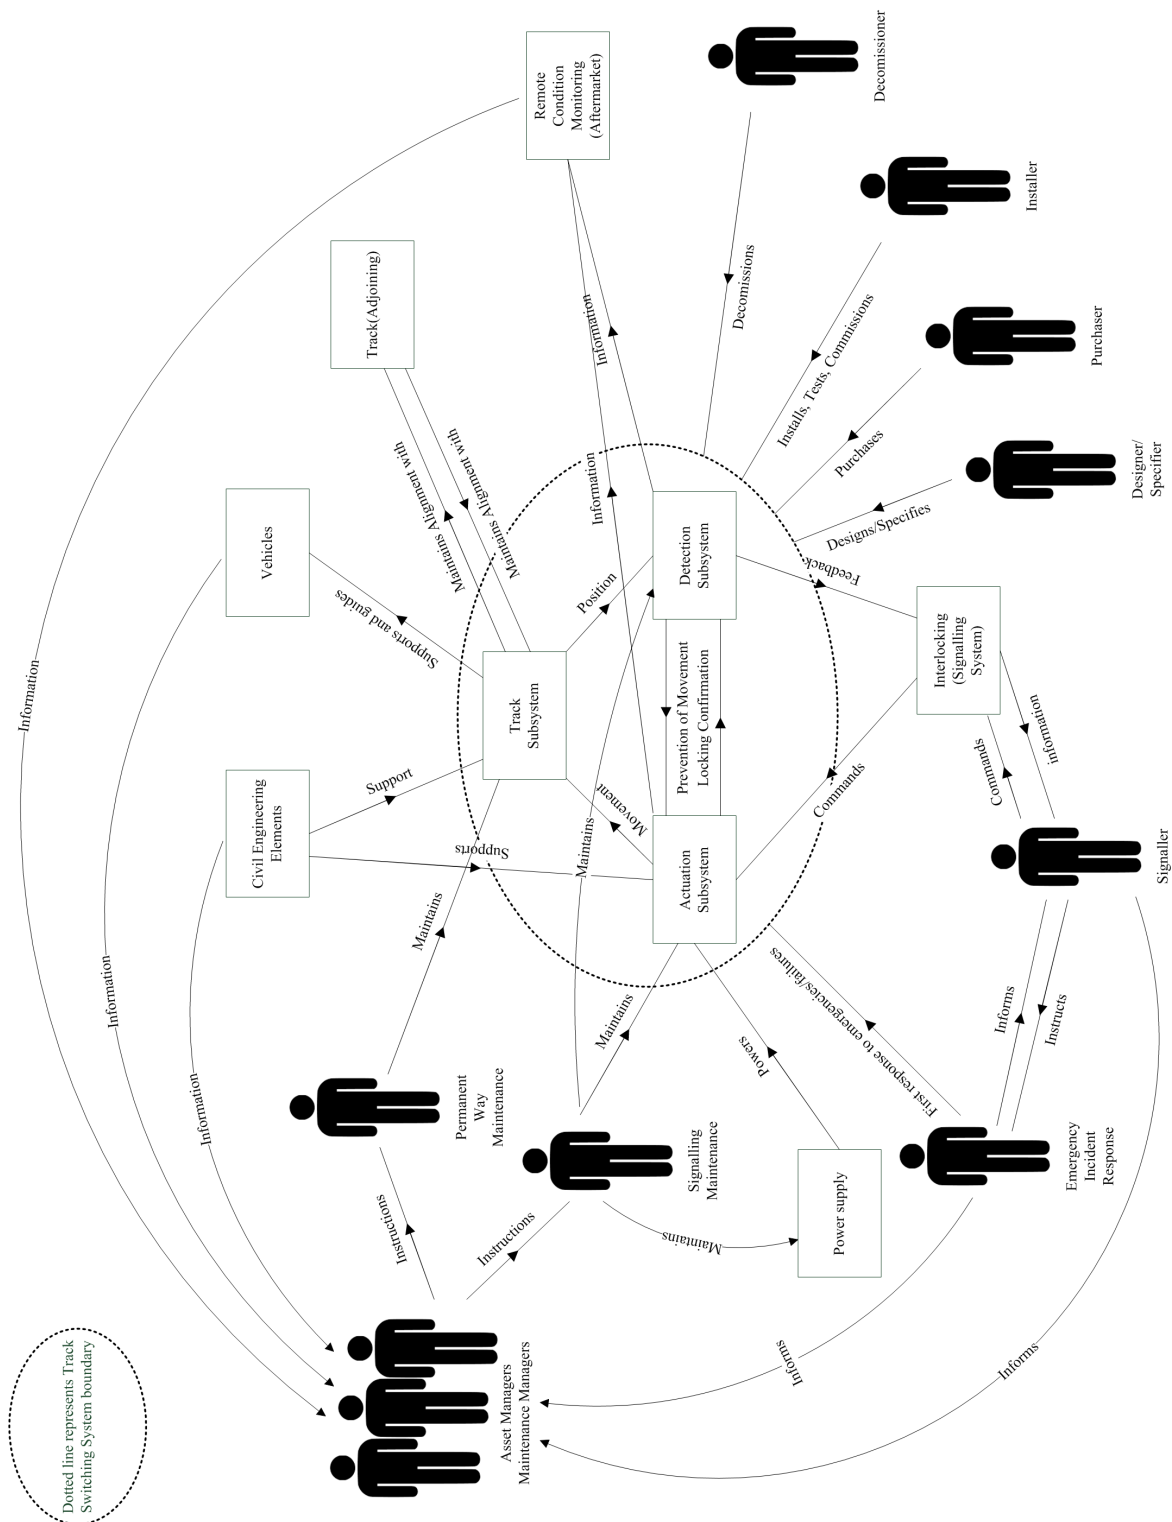 Dotted line represents Track
Switching System boundary
Asset Managers
Maintenance Managers
Permanent
Way
Maintenance
Signalling
Maintenance
Power supply
Emergency
Incident
Response
Signaller
Civil Engineering
Elements
Vehicles
Track(Adjoining)
Remote
Condition
Monitoring
(Aftermarket)
Track
Subsystem
Actuation
Subsystem
Detection
Subsystem
Interlocking
(Signalling
System)
Decomissioner
Installer
Purchaser
Designer/
Specifier
Information
Information
Information
Instructions
Instructions
Maintains
Maintains
Maintains
Maintains
Support
Supports
Supports and guides
Maintains Alignment with
Maintains Alignment with
Information
Information
Position
Movement
Prevention of Movement
Locking Confirmation
Feedback
Commands
Commands
information
Powers
First response to emergencies/failures
Informs
Instructs
Informs
Informs
Decomissions
Installs, Tests, Commissions
Purchases
Designs/Specifies